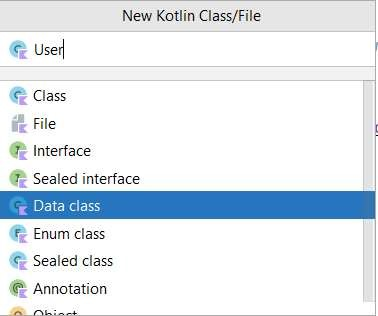 New Kotlin Class/File
User
Class
File
Interface
Sealed interface
Data class
Enum class
Sealed class
Annotation
Object